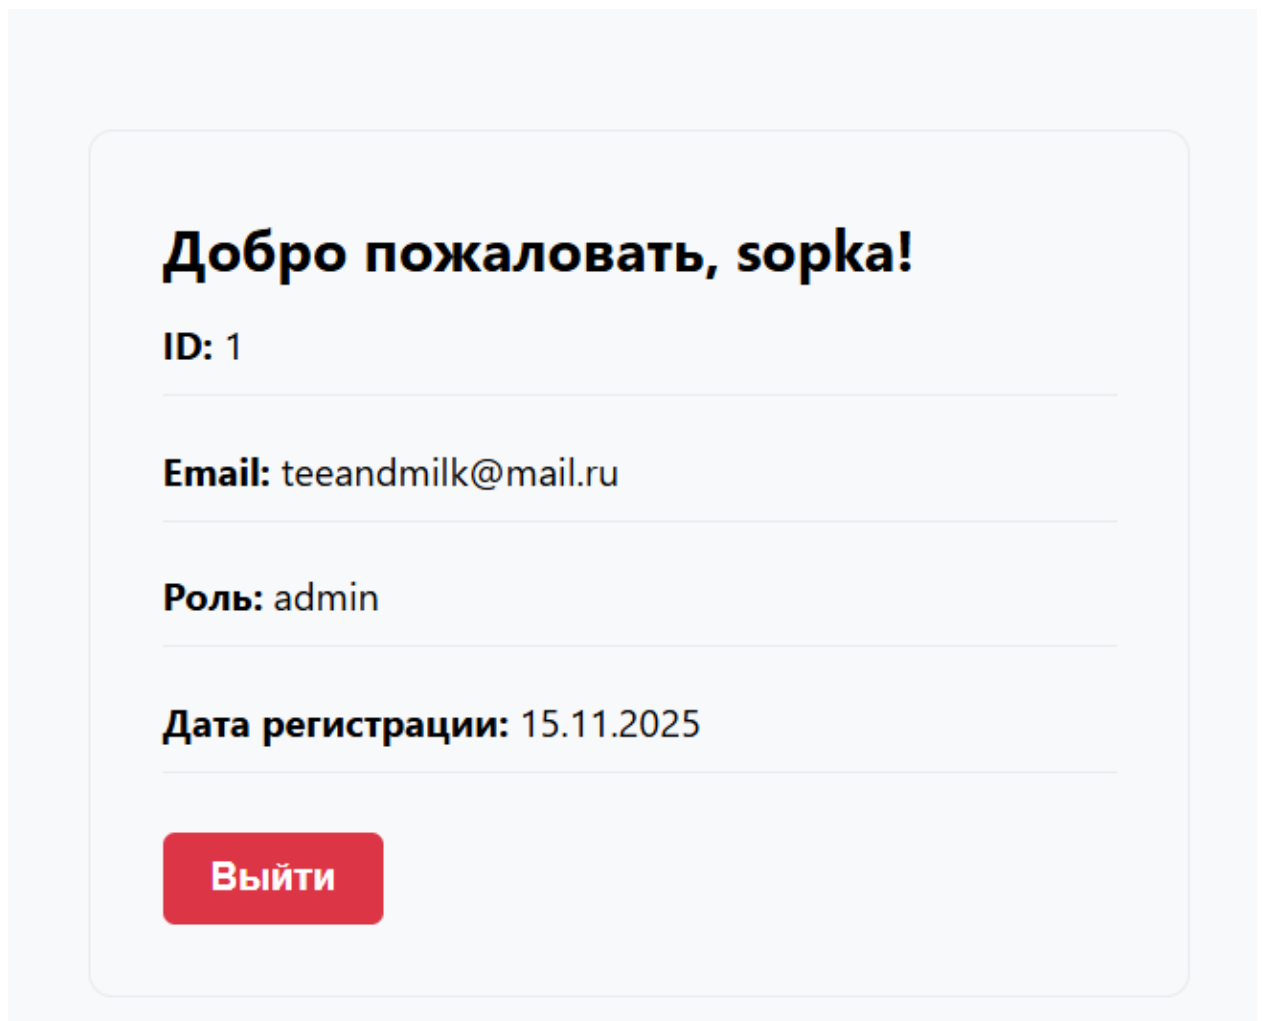 Добро пожаловать, sopka!
ID: 1
Email: teeandmilk@mail.ru
Роль: admin
Дата регистрации: 15.11.2025
Выйти